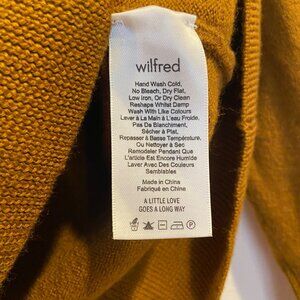 wilfred
Hand Wash Cold,
No Bleach, Dry Flat,
Low Iron, Or Dry Clean
Reshape Whilst Damp
Wash With Like Colours
Laver À La Main À L'eau Froide,
Pas De Blanchiment,
Sécher à Plat,
Repasser à Basse Température,
Ou Nettoyer à Sec
Remodeler Pendant Que
L'article Est Encore Humide
Laver Avec Des Couleurs
Semblables
Made in China
Fabriqué en Chine
A LITTLE LOVE
GOES A LONG WAY